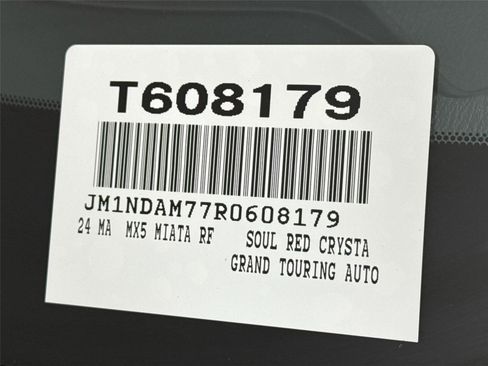 T608179
JM1NDAM77R0608179
24 MA MX5 MIATA RF SOUL RED CRYSTA
GRAND TOURING AUTO